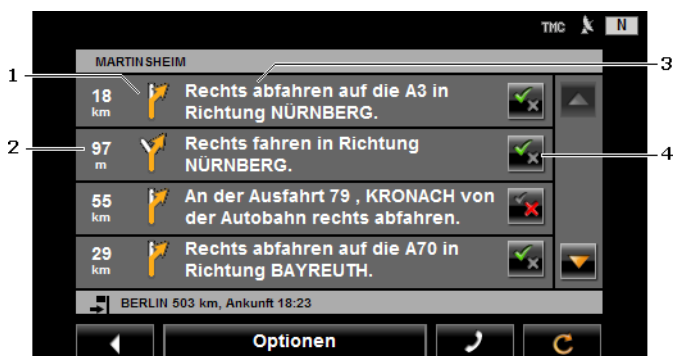 TMC N
MARTINSHEIM
1
3
18 km
Rechts abfahren auf die A3 in
Richtung NÜRNBERG.
2
97 m
Rechts fahren in Richtung
NÜRNBERG.
4
55 km
An der Ausfahrt 79 , KRONACH von
der Autobahn rechts abfahren.
29 km
Rechts abfahren auf die A70 in
Richtung BAYREUTH.
BERLIN 503 km, Ankunft 18:23
Optionen